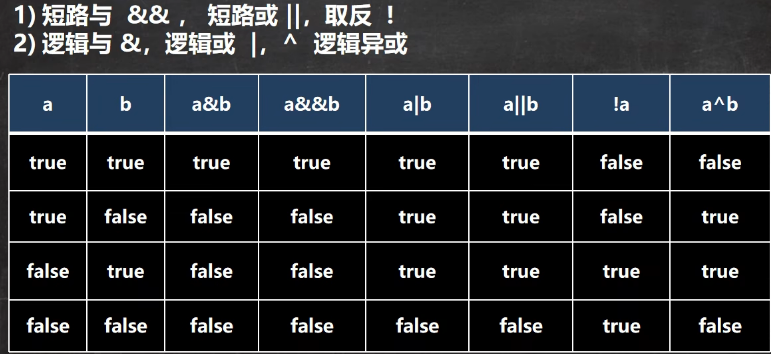 1) 短路与 && ， 短路或 ||，取反 ！
2) 逻辑与 &，逻辑或 |，^ 逻辑异或
a b a&b a&&b a|b a||b !a a^b
true true true true true true false false
true false false false true true false true
false true false false true true true true
false false false false false false true false